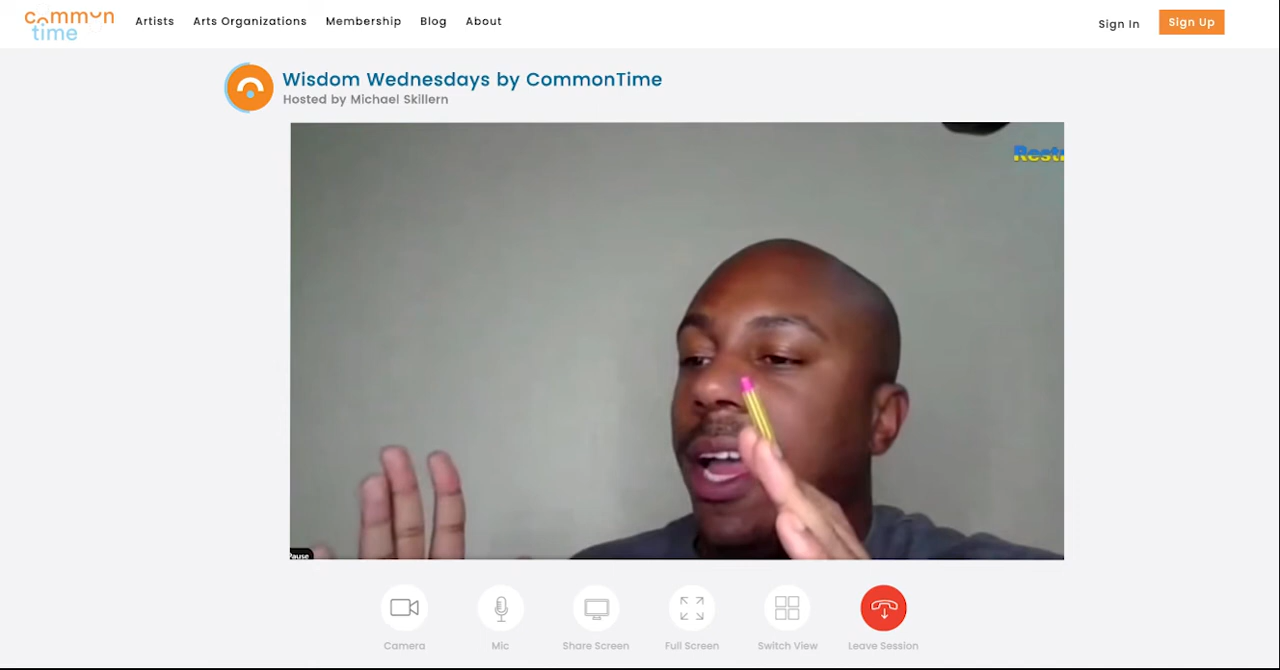 common
time
Artists
Arts Organizations
Membership
Blog
About
Sign In
Sign Up
Wisdom Wednesdays by CommonTime
Hosted by Michael Skillern
Camera
Mic
Share Screen
Full Screen
Switch View
Leave Session